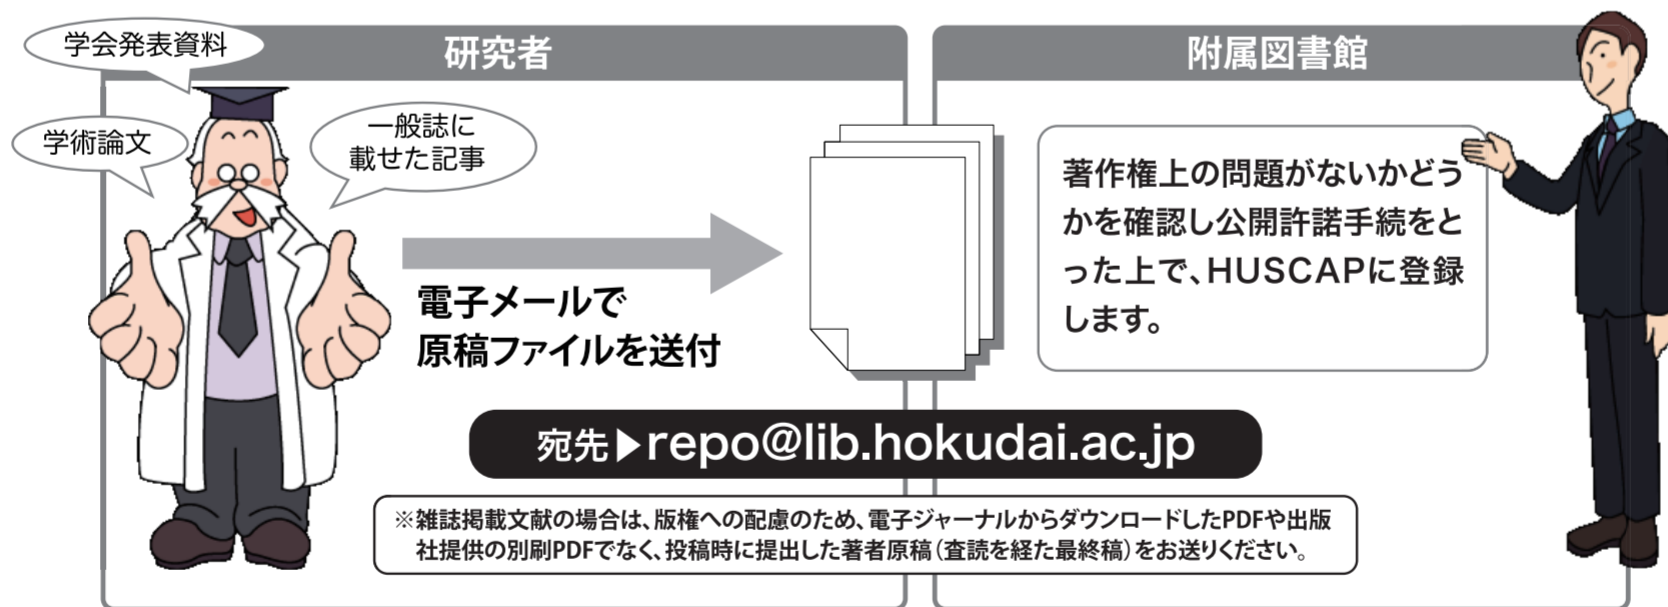 研究者
学会発表資料
学術論文
一般誌に
載せた記事
電子メールで
原稿ファイルを送付
附属図書館
著作権上の問題がないかどう
かを確認し公開許諾手続をと
った上で、HUSCAPに登録
します。
宛先▶repo@lib.hokudai.ac.jp
※雑誌掲載文献の場合は、版権への配慮のため、電子ジャーナルからダウンロードしたPDFや出版
社提供の別刷PDFでなく、投稿時に提出した著者原稿（査読を経た最終稿）をお送りください。